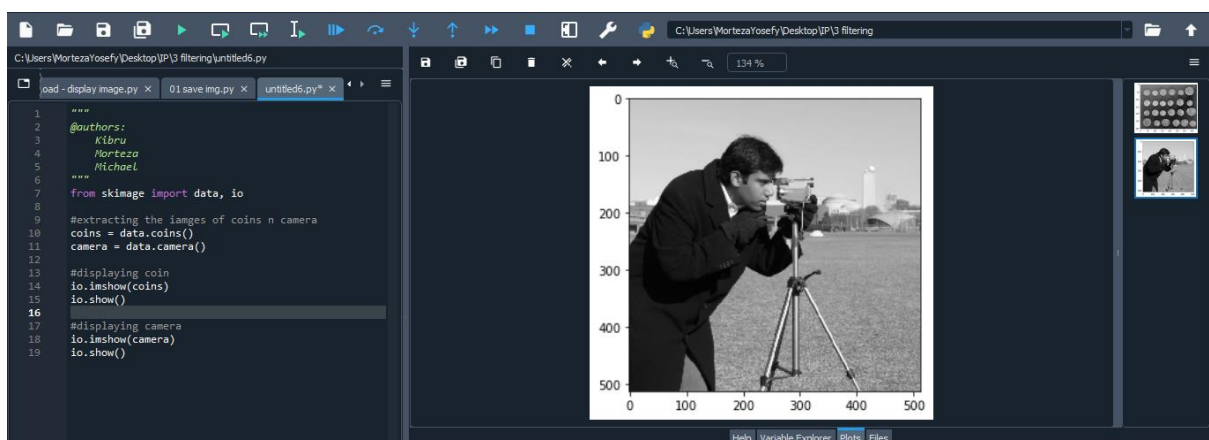 C:\Users\MortezaYosefy\Desktop\IP\3 filtering
C:\Users\MortezaYosefy\Desktop\IP\3 filtering\untitled6.py
oad - display image.py
01 save img.py
untitled6.py*
134 %
1 """
2 @authors:
3 Kibru
4 Morteza
5 Michael
6 """
7 from skimage import data, io
8
9 #extracting the iamges of coins n camera
10 coins = data.coins()
11 camera = data.camera()
12
13 #displaying coin
14 io.imshow(coins)
15 io.show()
16
17 #displaying camera
18 io.imshow(camera)
19 io.show()
0
100
200
300
400
500
0 100 200 300 400 500
Help Variable Explorer Plots Files